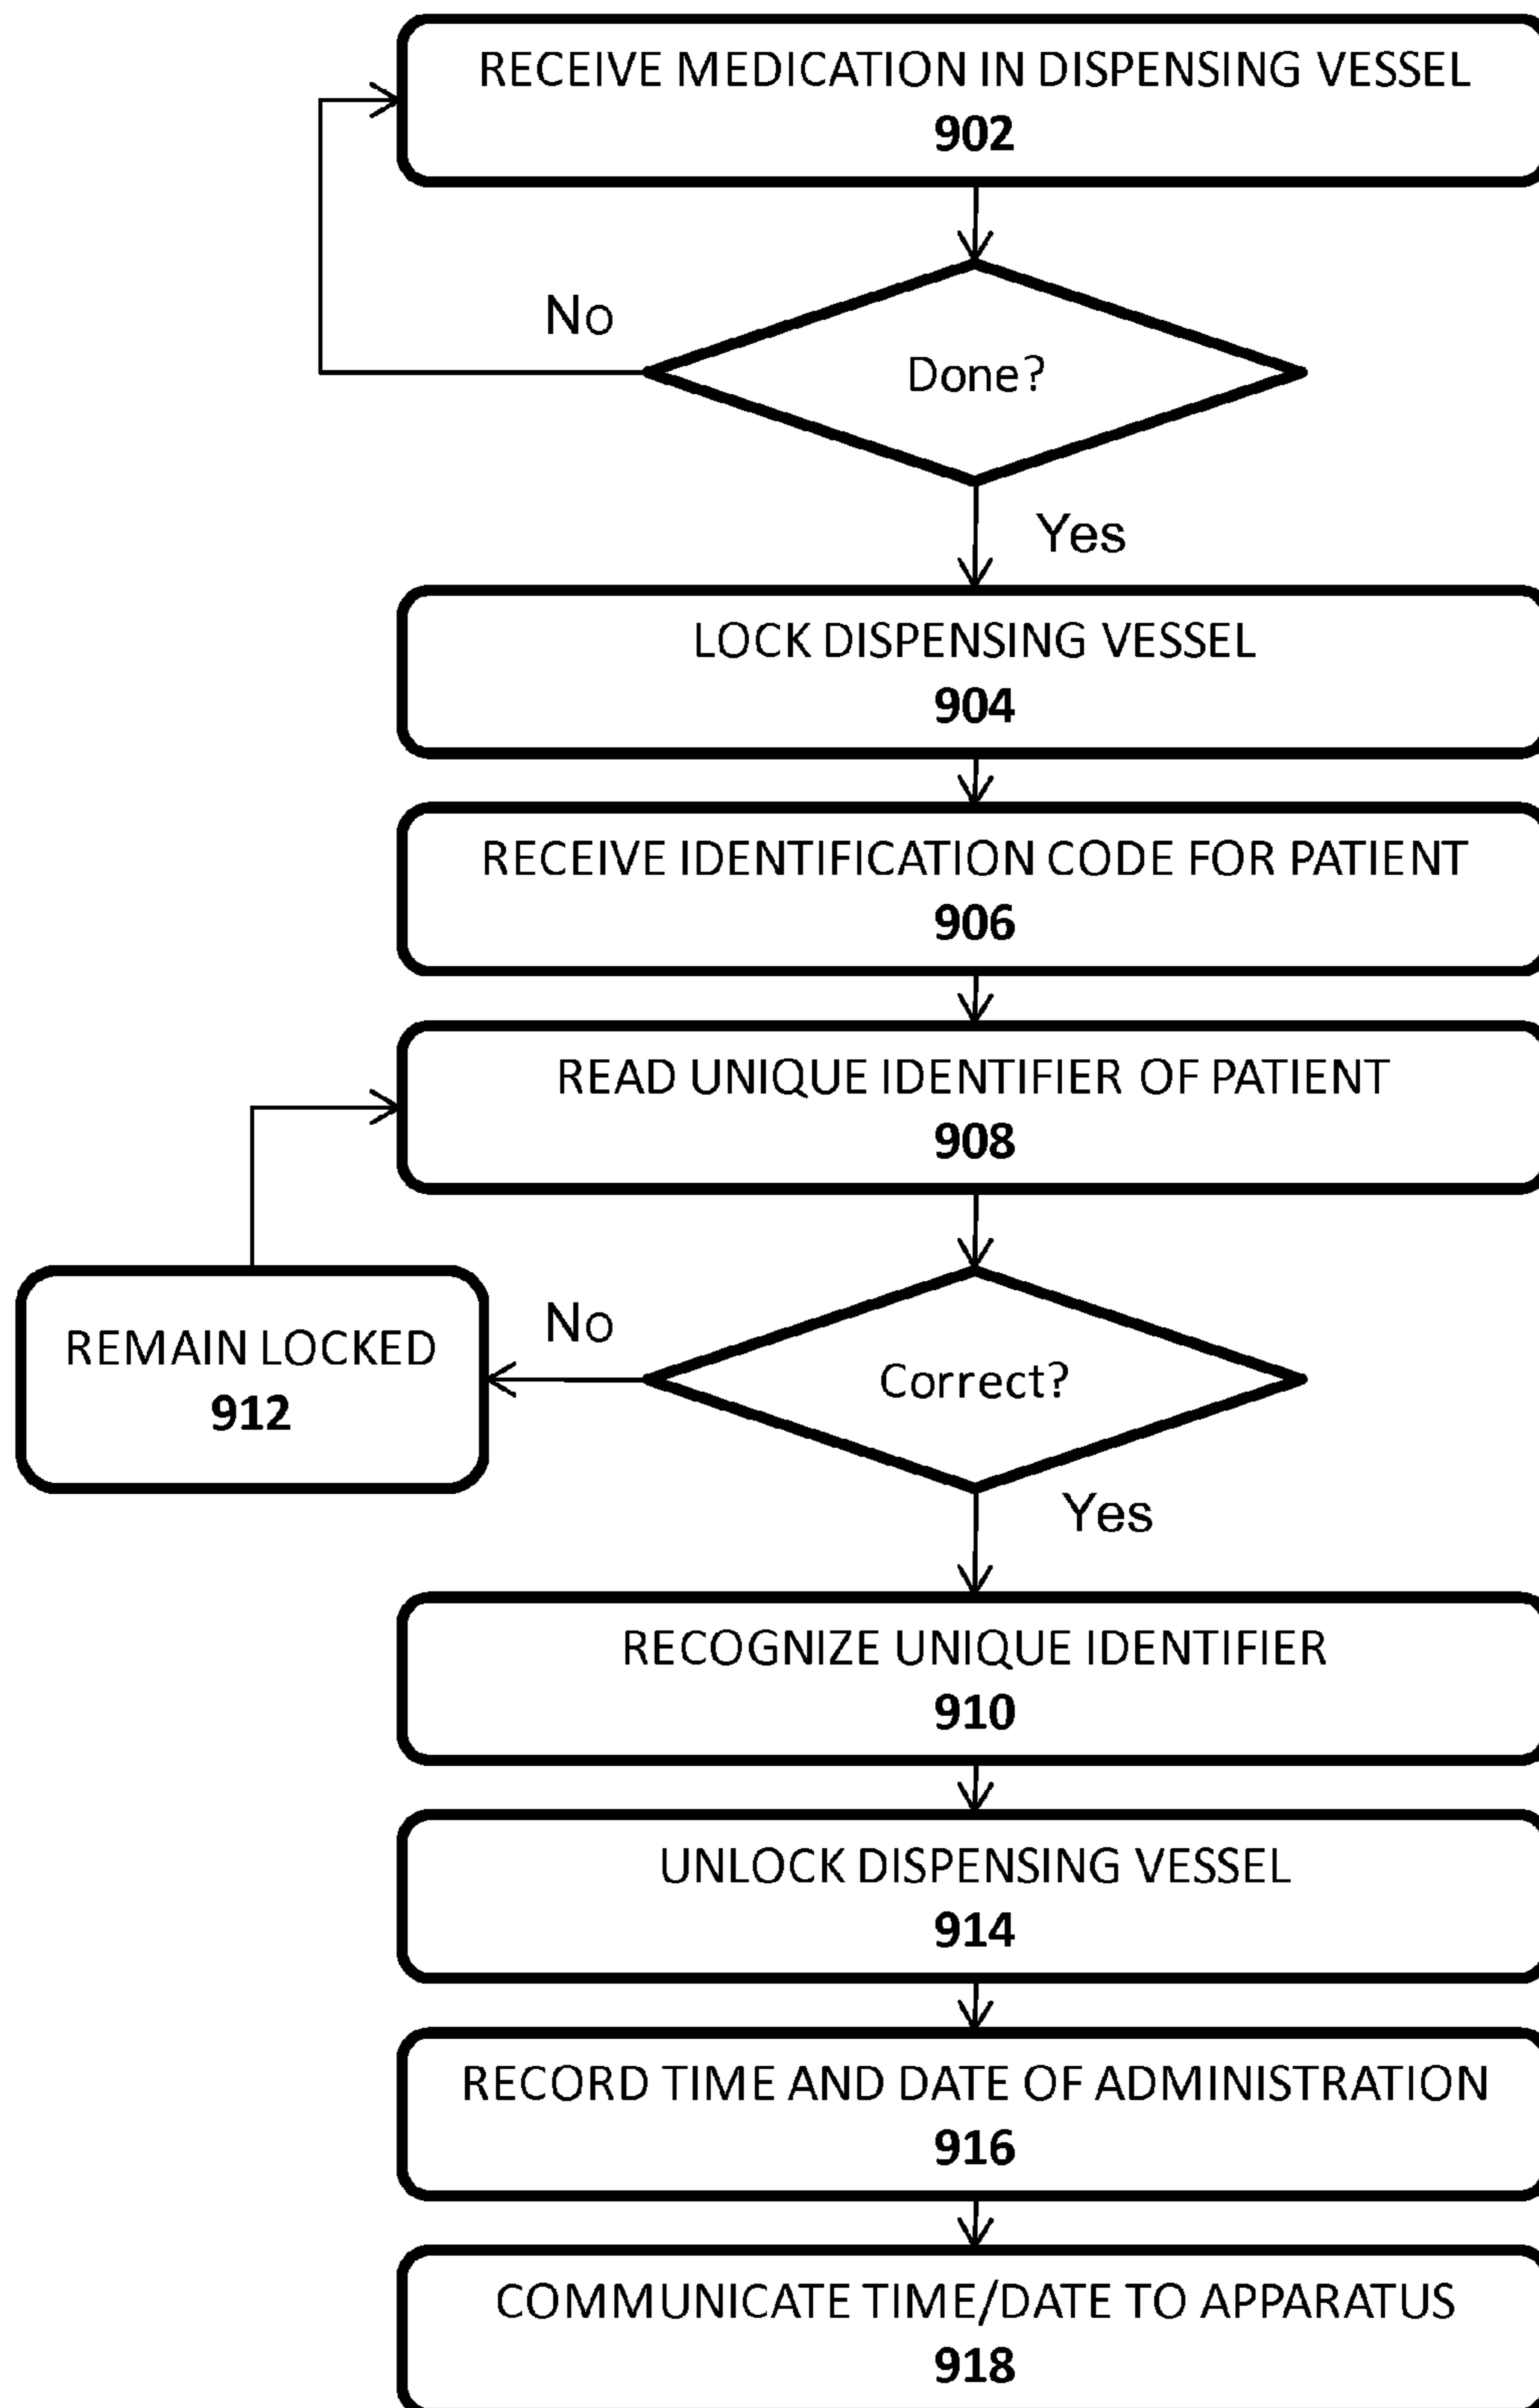 RECEIVE MEDICATION IN DISPENSING VESSEL
902
No
Done?
Yes
LOCK DISPENSING VESSEL
904
RECEIVE IDENTIFICATION CODE FOR PATIENT
906
READ UNIQUE IDENTIFIER OF PATIENT
908
REMAIN LOCKED
912
No
Correct?
Yes
RECOGNIZE UNIQUE IDENTIFIER
910
UNLOCK DISPENSING VESSEL
914
RECORD TIME AND DATE OF ADMINISTRATION
916
COMMUNICATE TIME/DATE TO APPARATUS
918